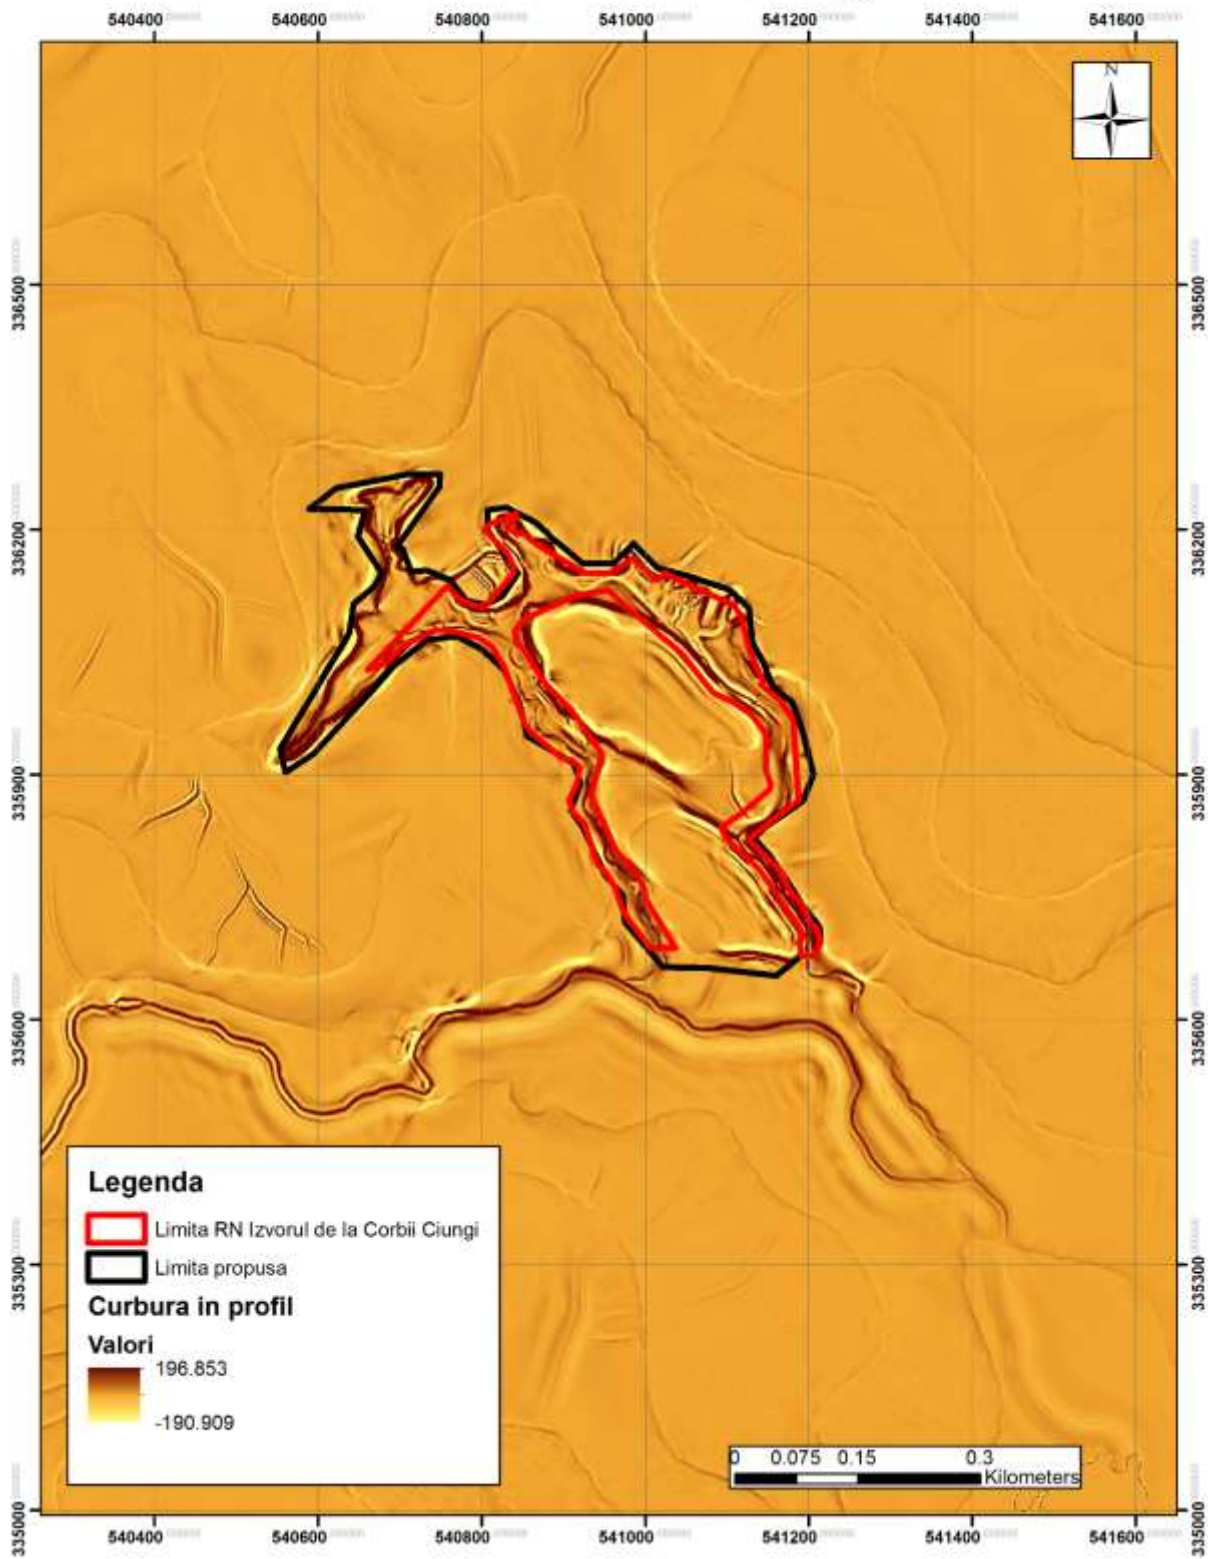 540400 540600 540800 541000 541200 541400 541600
N
336500 336500
336200 336200
335900 335900
335600 335600
335300 335300
335000 335000
Legenda
Limita RN Izvorul de la Corbii Ciungi
Limita propusa
Curbura in profil
Valori
196.853
-190.909
0 0.075 0.15 0.3
Kilometers
540400 540600 540800 541000 541200 541400 541600